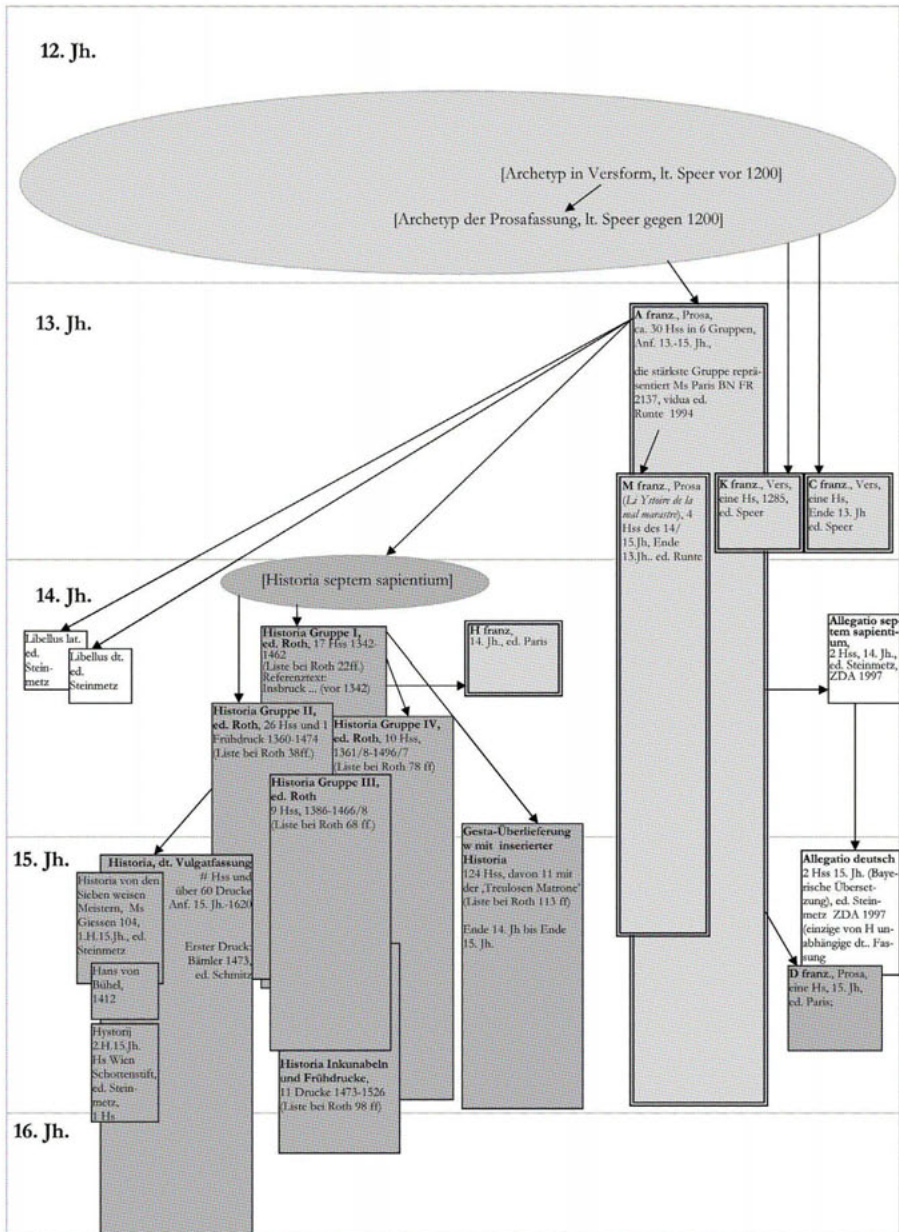 12. Jh.
[Archetyp in Versform, lt. Speer vor 1200]
[Archetyp der Prosafassung, lt. Speer gegen 1200]
13. Jh.
A franz., Prosa,
ca. 30 Hss in 6 Gruppen,
Anf. 13.-15. Jh.,
die stärkste Gruppe reprä-
sentiert Ms Paris BN FR
2137, vidua ed.
Runte 1994
M franz., Prosa
(Li Ystoire de la
mal marastre), 4
Hss des 14/
15.Jh, Ende
13.Jh.. ed. Runte
K franz., Vers,
eine Hs, 1285,
ed. Speer
C franz., Vers,
eine Hs,
Ende 13. Jh
ed. Speer
14. Jh.
[Historia septem sapientium]
Libellus lat.
ed.
Stein-
metz
Libellus dt.
ed.
Steinmetz
Historia Gruppe I,
ed. Roth, 17 Hss 1342-
1462
(Liste bei Roth 22ff.)
Referenztext:
Insbruck ... (vor 1342)
H franz,
14. Jh., ed. Paris
Allegatio sep-
tem sapienti-
um,
2 Hss, 14. Jh.,
ed. Steinmetz,
ZDA 1997
Historia Gruppe II,
ed. Roth, 26 Hss und 1
Frühdruck 1360-1474
(Liste bei Roth 38ff.)
Historia Gruppe IV,
ed. Roth, 10 Hss,
1361/8-1496/7
(Liste bei Roth 78 ff)
Historia Gruppe III,
ed. Roth
9 Hss, 1386-1466/8
(Liste bei Roth 68 ff.)
Gesta-Überlieferung
w mit inserierter
Historia
124 Hss, davon 11 mit
der ‚Treulosen Matrone'
(Liste bei Roth 113 ff)
Ende 14. Jh bis Ende
15. Jh.
15. Jh.
Historia, dt. Vulgatfassung
# Hss und
über 60 Drucke
Anf. 15. Jh.-1620
Erster Druck:
Bämler 1473,
ed. Schmitz
Historia von den
Sieben weisen
Meistern, Ms
Giessen 104,
1.H.15.Jh., ed.
Steinmetz
Hans von
Bühel,
1412
Hystorij
2.H.15.Jh.
Hs Wien
Schottenstift,
ed. Stein-
metz,
1 Hs
Historia Inkunabeln
und Frühdrucke,
11 Drucke 1473-1526
(Liste bei Roth 98 ff)
Allegatio deutsch
2 Hss 15. Jh. (Baye-
rische Überset-
zung), ed. Stein-
metz ZDA 1997
(einzige von H un-
abhängige dt.. Fas-
sung
D franz., Prosa,
eine Hs, 15. Jh,
ed. Paris;
16. Jh.